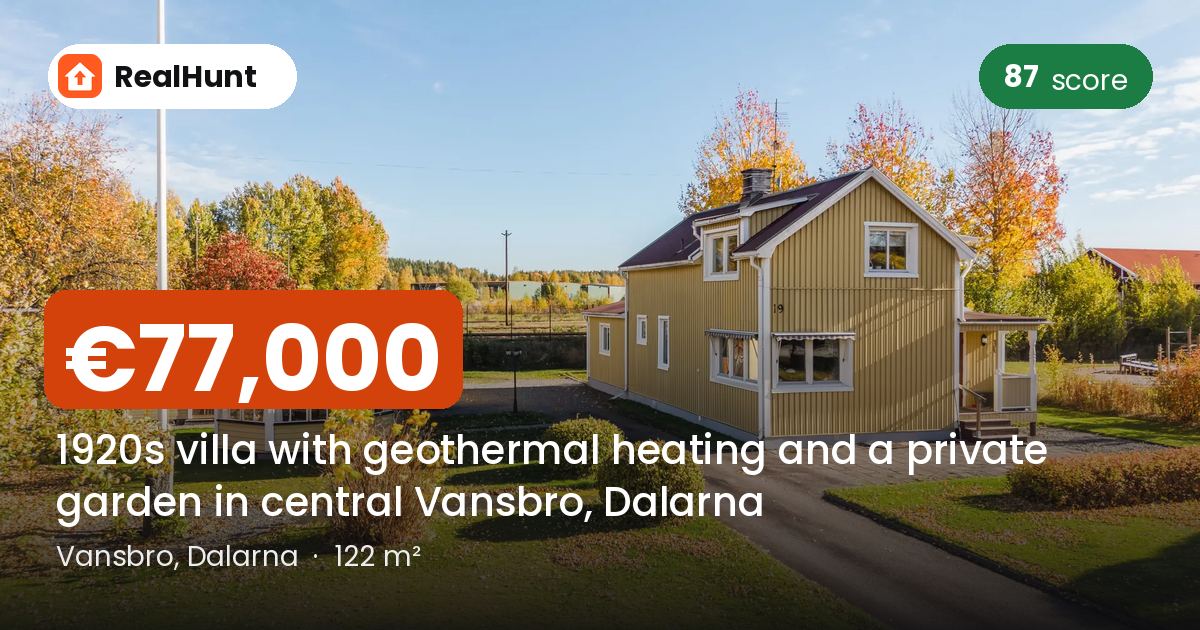 RealHunt
87 score
19
€77,000
1920s villa with geothermal heating and a private
garden in central Vansbro, Dalarna
Vansbro, Dalarna · 122 m²